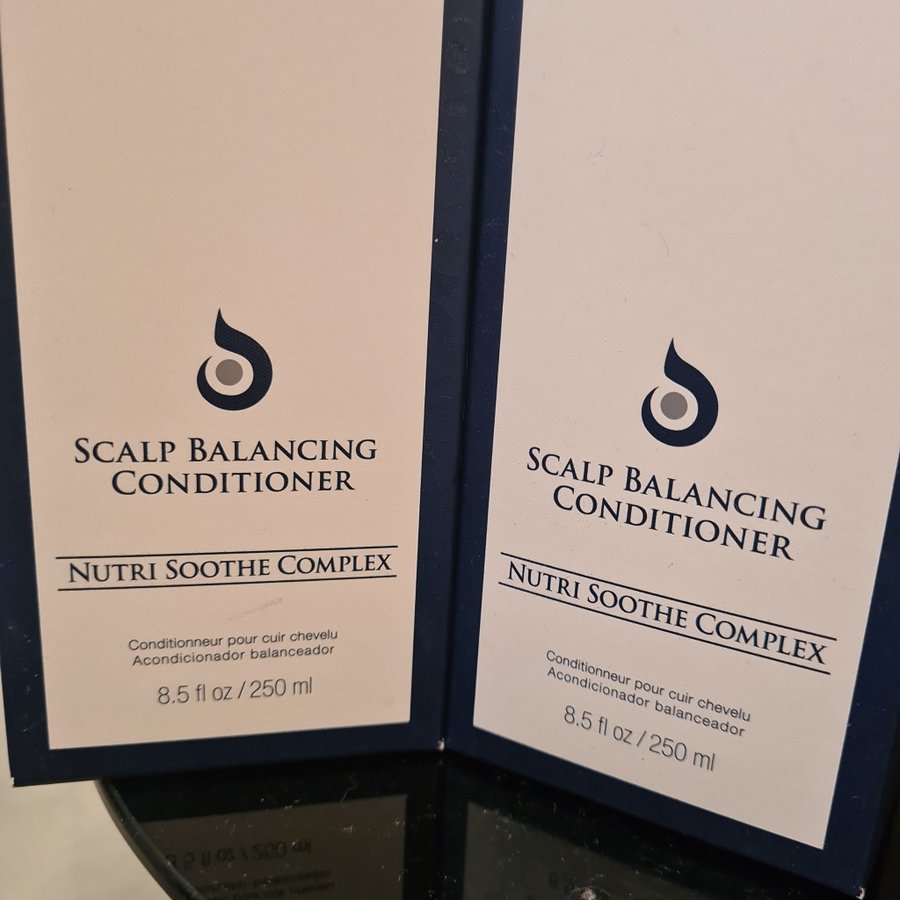 Scalp Balancing
Conditioner
Nutri Soothe Complex
Conditionneur pour cuir chevelu
Acondicionador balanceador
8.5 fl oz / 250 ml
Scalp Balancing
Conditioner
Nutri Soothe Complex
Conditionneur pour cuir chevelu
Acondicionador balanceador
8.5 fl oz / 250 ml